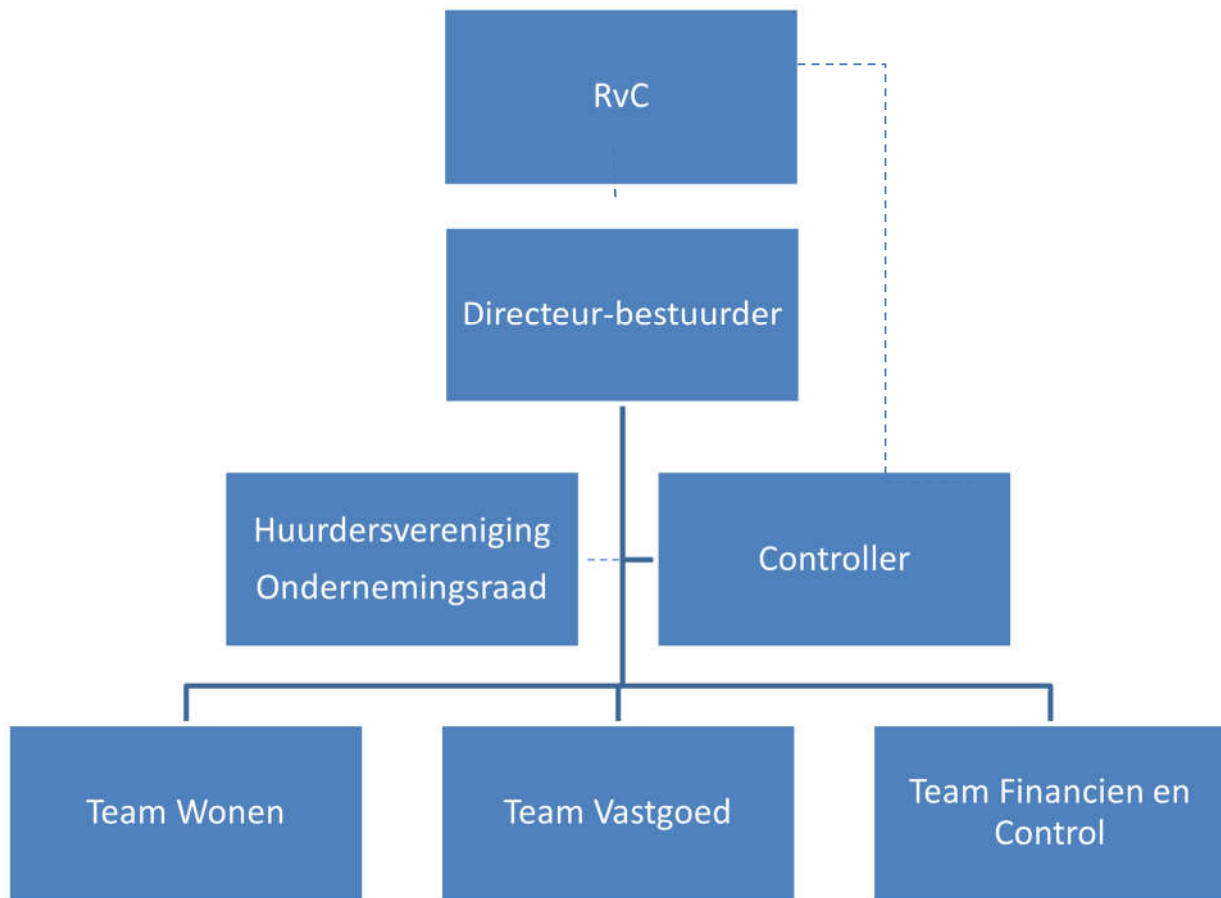 RvC
Directeur-bestuurder
Huurdersvereniging
Ondernemingsraad
Controller
Team Wonen
Team Vastgoed
Team Financien en
Control